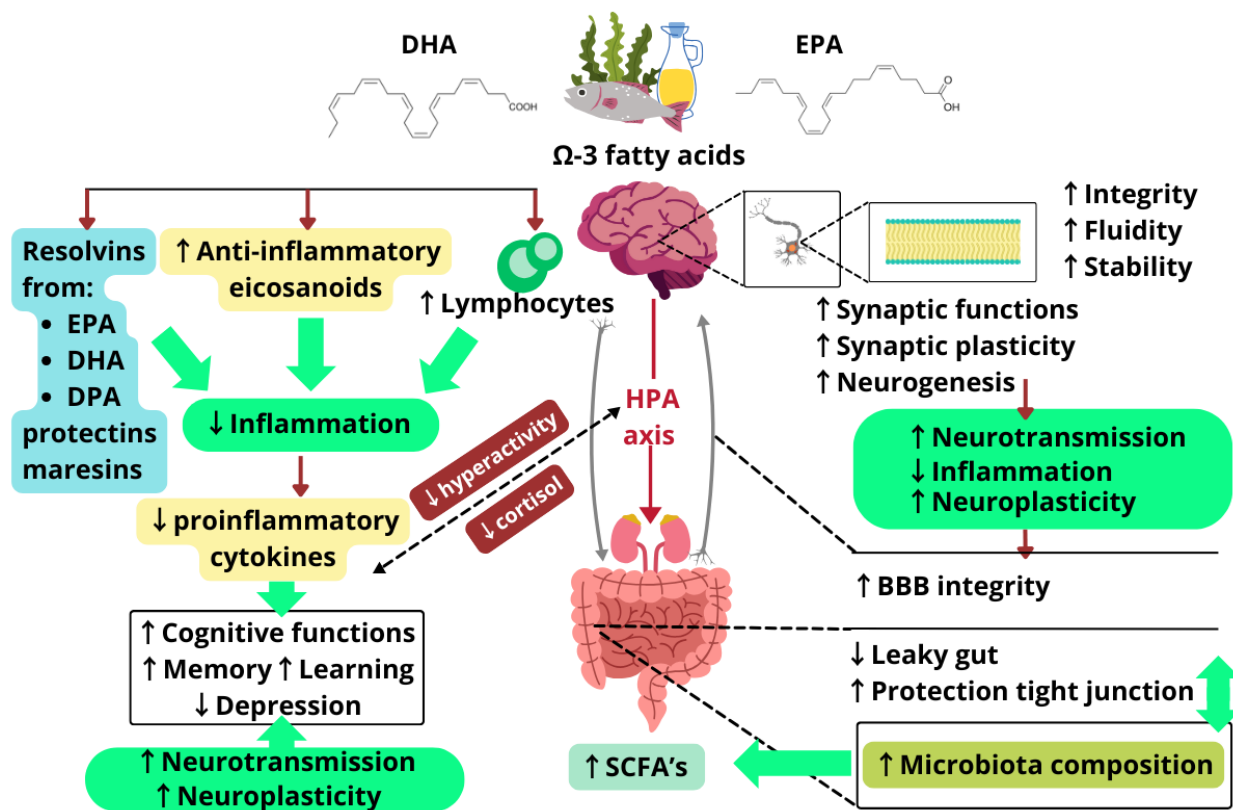 DHA
EPA
COOH
O
OH
Ω-3 fatty acids
Resolvins
from:
• EPA
• DHA
• DPA
protectins
maresins
↑ Anti-inflammatory
eicosanoids
↑ Lymphocytes
↓ Inflammation
↓ proinflammatory
cytokines
↑ Cognitive functions
↑ Memory ↑ Learning
↓ Depression
↑ Neurotransmission
↑ Neuroplasticity
↓ hyperactivity
↓ cortisol
HPA
axis
↑ Integrity
↑ Fluidity
↑ Stability
↑ Synaptic functions
↑ Synaptic plasticity
↑ Neurogenesis
↑ Neurotransmission
↓ Inflammation
↑ Neuroplasticity
↑ BBB integrity
↓ Leaky gut
↑ Protection tight junction
↑ Microbiota composition
↑ SCFA's